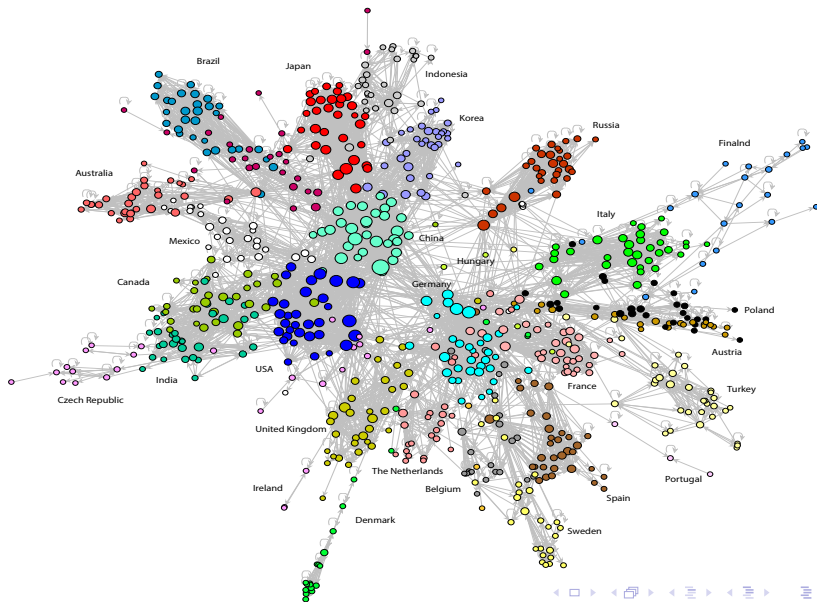 Brazil
Japan
Indonesia
Korea
Russia
Finalnd
Australia
Italy
Mexico
China
Hungary
Canada
Germany
Poland
Austria
USA
India
France
Turkey
Czech Republic
United Kingdom
The Netherlands
Ireland
Belgium
Portugal
Spain
Denmark
Sweden